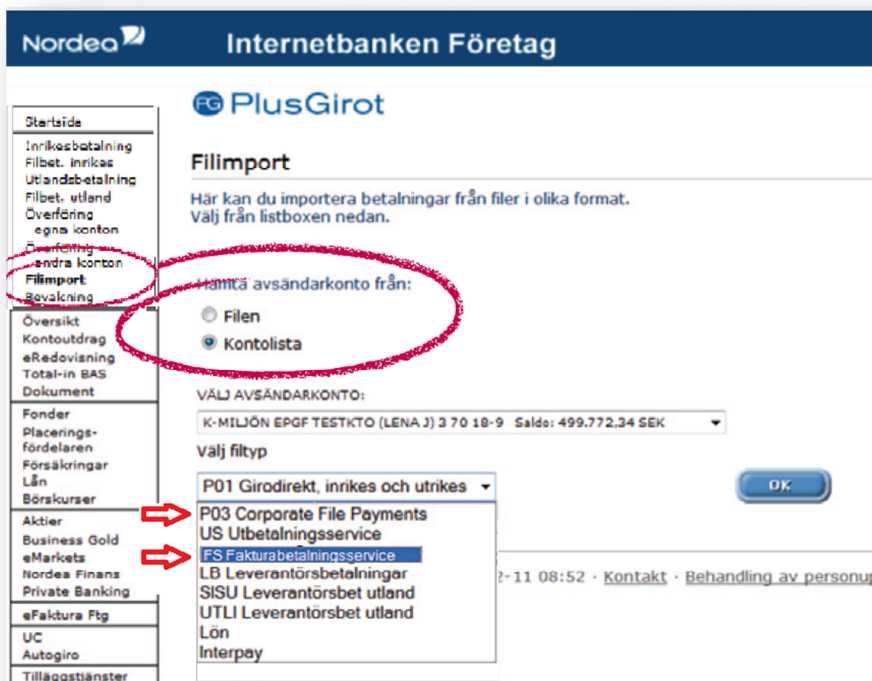 Nordea
Internetbanken Företag
PlusGirot
Startsida
Inrikesbetalning
Filbet. inrikes
Utlandsbetalning
Filbet. utland
Överföring
egna konton
Överföring
andra konton
Filimport
Bevakning
Översikt
Kontoutdrag
eRedovisning
Total-in BAS
Dokument
Fonder
Placerings-
fördelaren
Försäkringar
Lån
Börskurser
Aktier
Business Gold
eMarkets
Nordea Finans
Private Banking
eFaktura Ftg
UC
Autogiro
Tilläggstjänster
Filimport
Här kan du importera betalningar från filer i olika format.
Välj från listboxen nedan.
Hämta avsändarkonto från:
Filen
Kontolista
VÄLJ AVSÄNDARKONTO:
K-MILJÖN EPGF TESTKTO (LENA J) 3 70 18-9 Saldo: 499.772,34 SEK
Välj filtyp
P01 Girodirekt, inrikes och utrikes
OK
P03 Corporate File Payments
US Utbetalningsservice
FS Fakturabetalningsservice
LB Leverantörsbetalningar
SISU Leverantörsbet utland
UTLI Leverantörsbet utland
Lön
Interpay
-11 08:52 · Kontakt · Behandling av